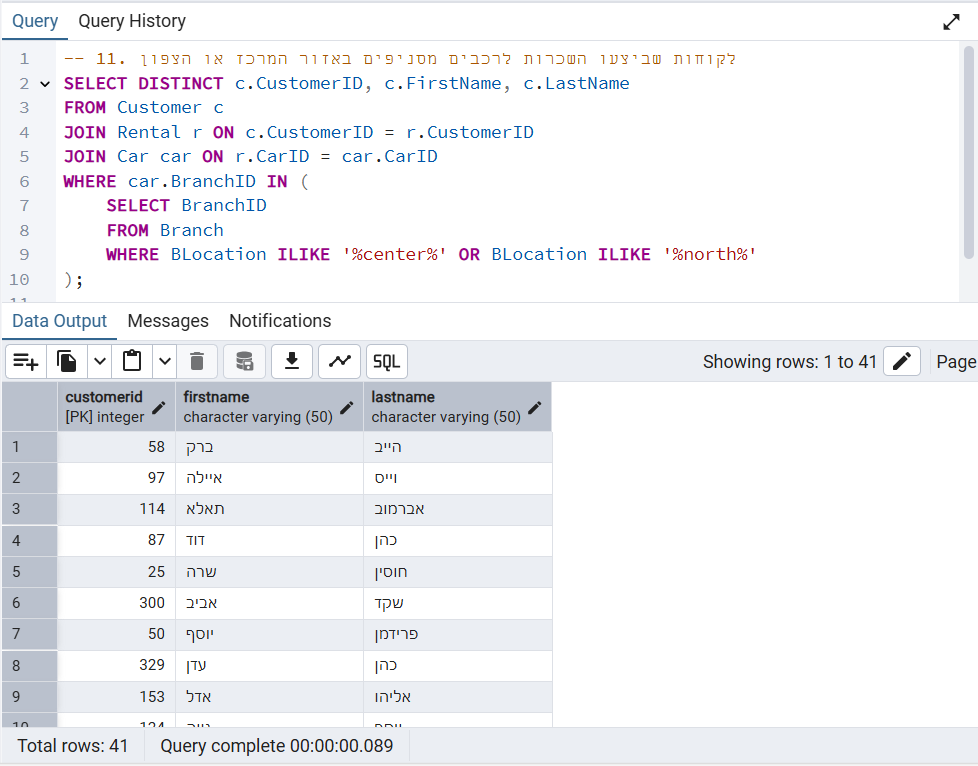 Query Query History
1 -- 11. לקוחות שביצעו השכרות לרכבים מסניפים באזור המרכז או הצפון
2 SELECT DISTINCT c.CustomerID, c.FirstName, c.LastName
3 FROM Customer c
4 JOIN Rental r ON c.CustomerID = r.CustomerID
5 JOIN Car car ON r.CarID = car.CarID
6 WHERE car.BranchID IN (
7 SELECT BranchID
8 FROM Branch
9 WHERE BLocation ILIKE '%center%' OR BLocation ILIKE '%north%'
10 );
11
Data Output Messages Notifications
SQL Showing rows: 1 to 41 Page
customerid firstname lastname
[PK] integer character varying (50) character varying (50)
1 58 ברק הייב
2 97 איילה וייס
3 114 תאלא אברמוב
4 87 דוד כהן
5 25 שרה חוסין
6 300 אביב שקד
7 50 יוסף פרידמן
8 329 עדן כהן
9 153 אדל אליהו
10
Total rows: 41 Query complete 00:00:00.089